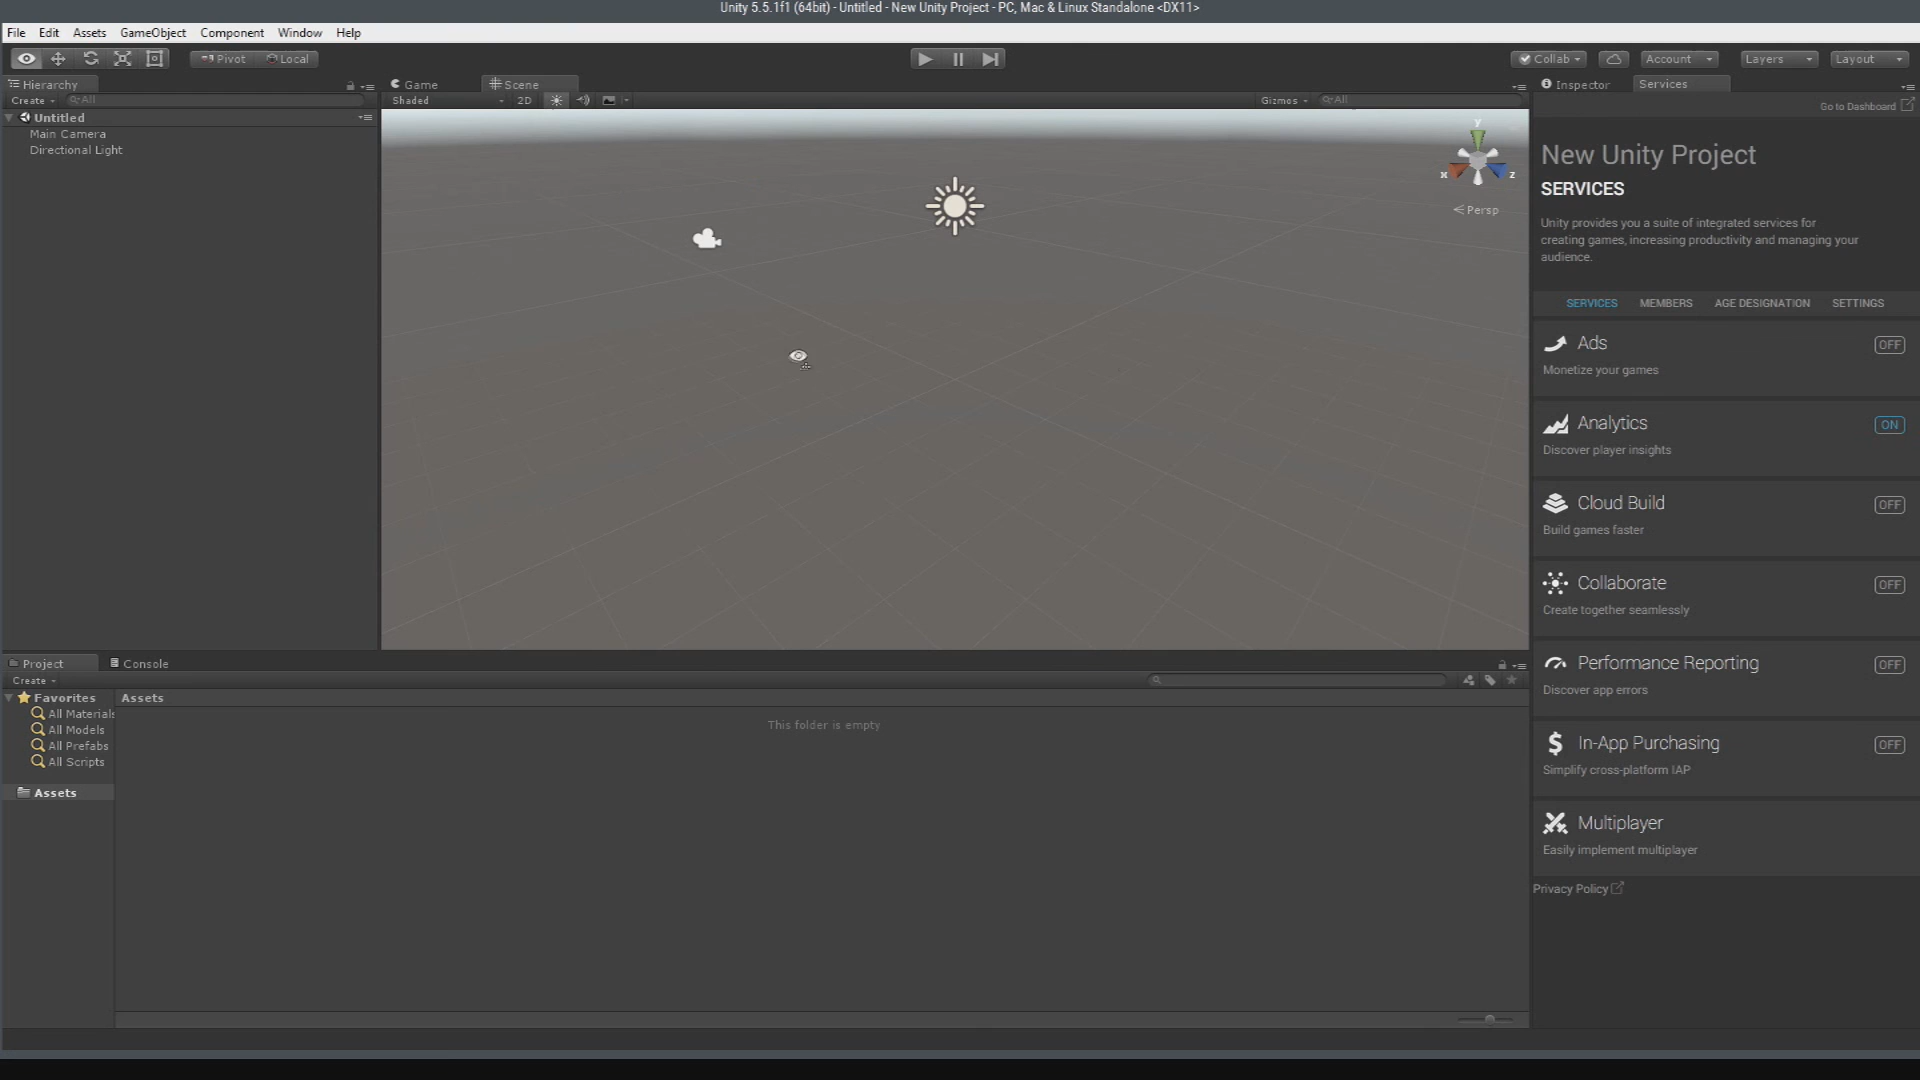 Unity 5.5.1f1 (64bit) - Untitled - New Unity Project - PC, Mac & Linux Standalone <DX11>
File Edit Assets GameObject Component Window Help
Pivot Local Collab Account Layers Layout
Hierarchy Game Scene Inspector Services
Create All Shaded 2D Gizmos All
Go to Dashboard
Untitled
Main Camera
Directional Light
y
x z
Persp
New Unity Project
SERVICES
Unity provides you a suite of integrated services for
creating games, increasing productivity and managing your
audience.
SERVICES MEMBERS AGE DESIGNATION SETTINGS
Ads OFF
Monetize your games
Analytics ON
Discover player insights
Cloud Build OFF
Build games faster
Collaborate OFF
Create together seamlessly
Performance Reporting OFF
Discover app errors
In-App Purchasing OFF
Simplify cross-platform IAP
Multiplayer
Easily implement multiplayer
Privacy Policy
Project Console
Create
Favorites Assets
All Materials
All Models
All Prefabs
All Scripts
Assets
This folder is empty